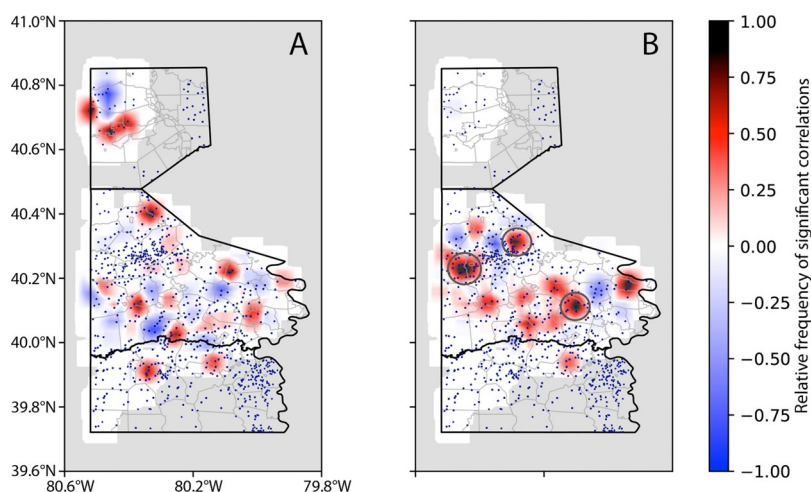 41.0°N
A
B
1.00
40.8°N
0.75
40.6°N
0.50
40.4°N
0.25
0.00
40.2°N
−0.25
40.0°N
−0.50
39.8°N
−0.75
39.6°N
−1.00
80.6°W
80.2°W
79.8°W
Relative frequency of significant correlations